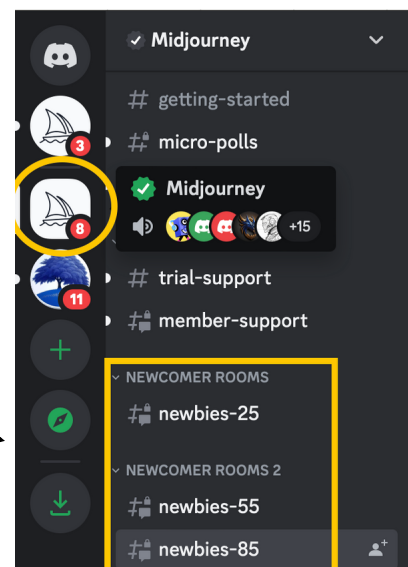 Midjourney
getting-started
3
micro-polls
Midjourney
8
+15
11
trial-support
member-support
NEWCOMER ROOMS
newbies-25
NEWCOMER ROOMS 2
newbies-55
newbies-85